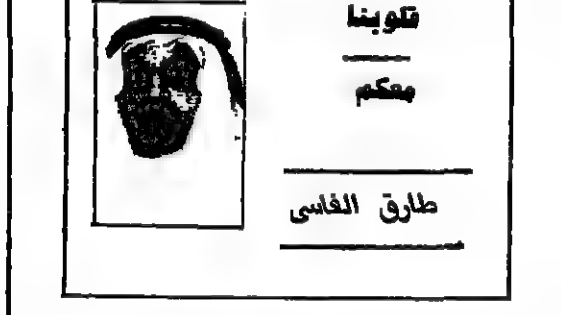 قلوبنا
معكم
طارق الفاسى